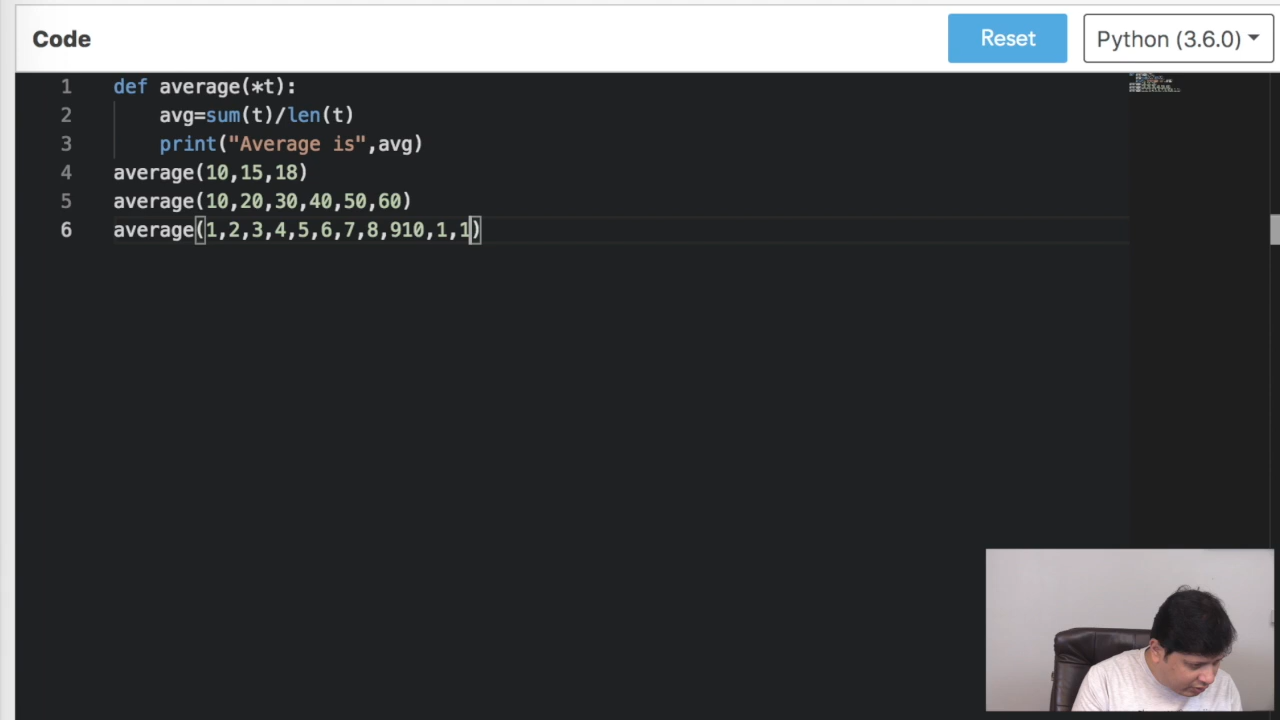 Code
Reset
Python (3.6.0)
1 def average(*t):
2 avg=sum(t)/len(t)
3 print("Average is",avg)
4 average(10,15,18)
5 average(10,20,30,40,50,60)
6 average(1,2,3,4,5,6,7,8,910,1,1)